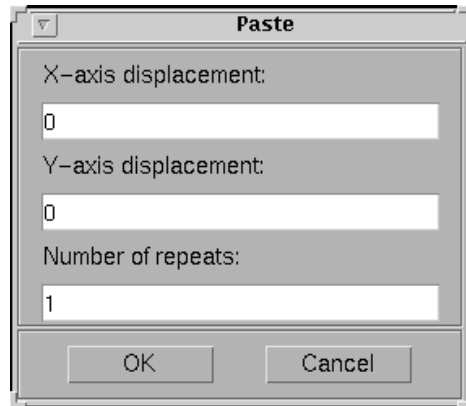 Paste
X-axis displacement:
0
Y-axis displacement:
0
Number of repeats:
1
OK Cancel